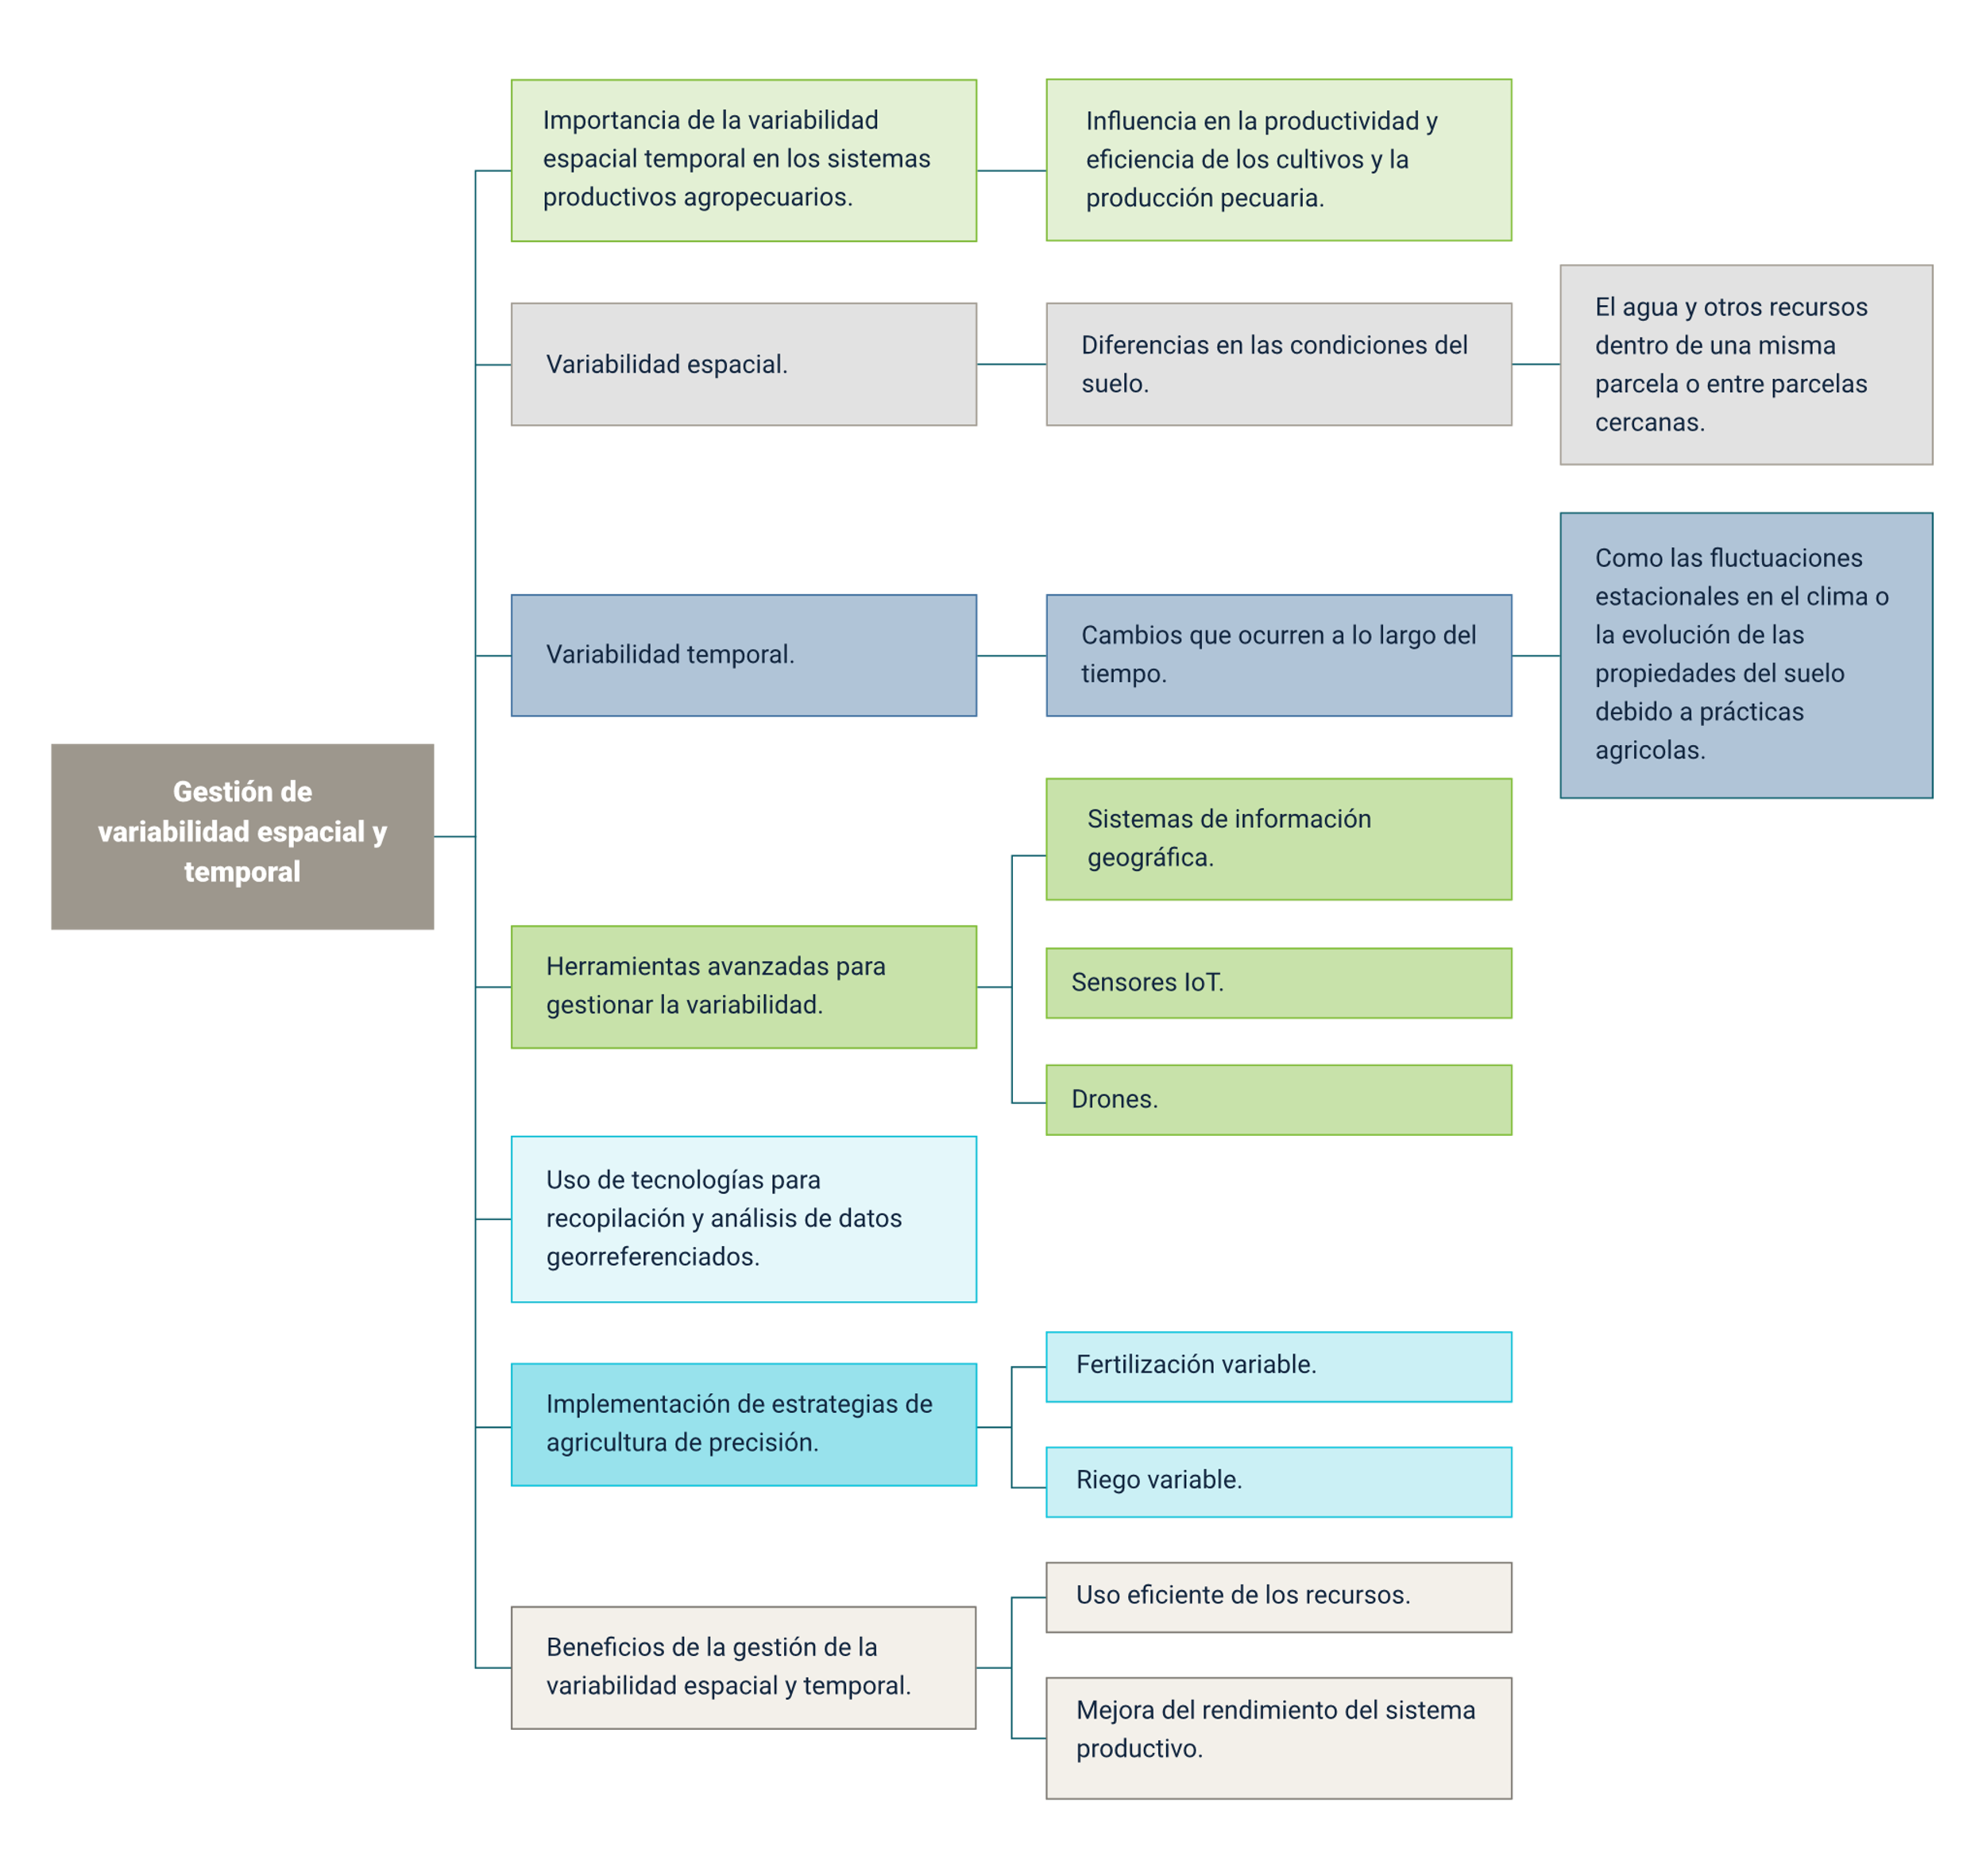 Gestión de
variabilidad espacial y
temporal
Importancia de la variabilidad
espacial temporal en los sistemas
productivos agropecuarios.
Influencia en la productividad y
eficiencia de los cultivos y la
producción pecuaria.
Variabilidad espacial.
Diferencias en las condiciones del
suelo.
El agua y otros recursos
dentro de una misma
parcela o entre parcelas
cercanas.
Variabilidad temporal.
Cambios que ocurren a lo largo del
tiempo.
Como las fluctuaciones
estacionales en el clima o
la evolución de las
propiedades del suelo
debido a prácticas
agricolas.
Herramientas avanzadas para
gestionar la variabilidad.
Sistemas de información
geográfica.
Sensores IoT.
Drones.
Uso de tecnologías para
recopilación y análisis de datos
georreferenciados.
Implementación de estrategias de
agricultura de precisión.
Fertilización variable.
Riego variable.
Beneficios de la gestión de la
variabilidad espacial y temporal.
Uso eficiente de los recursos.
Mejora del rendimiento del sistema
productivo.